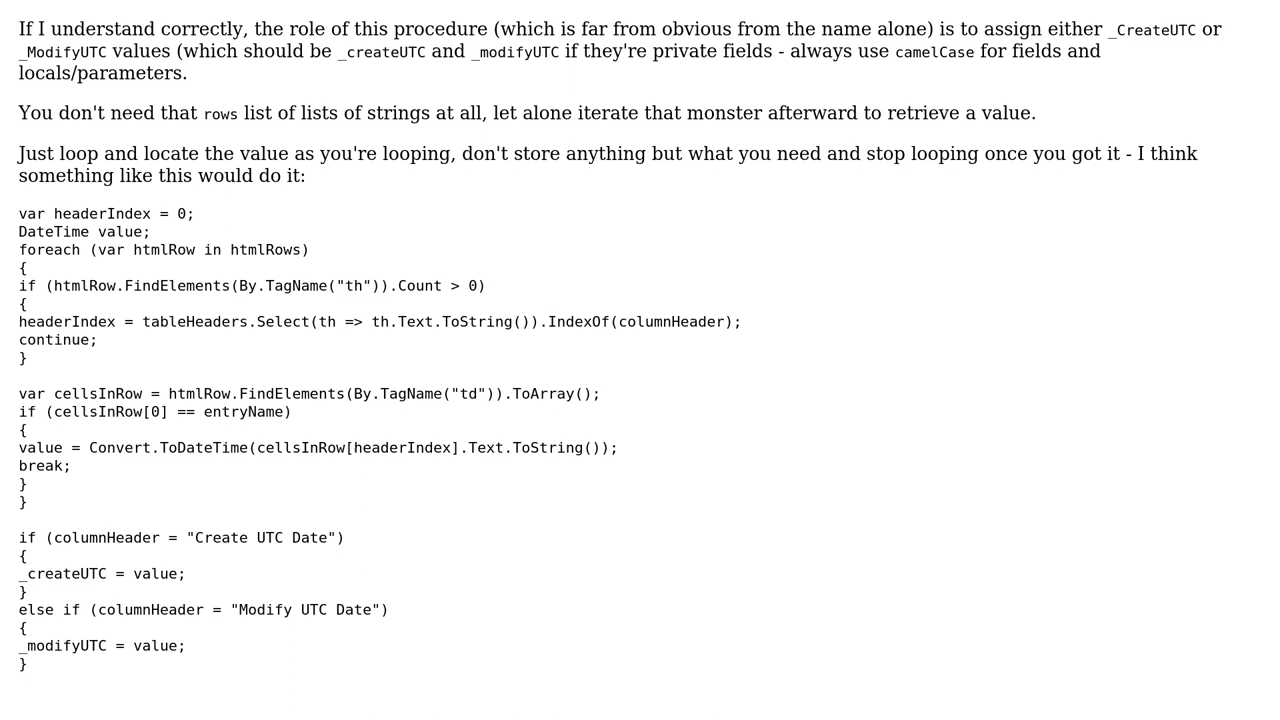 If I understand correctly, the role of this procedure (which is far from obvious from the name alone) is to assign either _CreateUTC or
_ModifyUTC values (which should be _createUTC and _modifyUTC if they're private fields - always use camelCase for fields and
locals/parameters.
You don't need that rows list of lists of strings at all, let alone iterate that monster afterward to retrieve a value.
Just loop and locate the value as you're looping, don't store anything but what you need and stop looping once you got it - I think
something like this would do it:
var headerIndex = 0;
DateTime value;
foreach (var htmlRow in htmlRows)
{
if (htmlRow.FindElements(By.TagName("th")).Count > 0)
{
headerIndex = tableHeaders.Select(th => th.Text.ToString()).IndexOf(columnHeader);
continue;
}
var cellsInRow = htmlRow.FindElements(By.TagName("td")).ToArray();
if (cellsInRow[0] == entryName)
{
value = Convert.ToDateTime(cellsInRow[headerIndex].Text.ToString());
break;
}
}
if (columnHeader = "Create UTC Date")
{
_createUTC = value;
}
else if (columnHeader = "Modify UTC Date")
{
_modifyUTC = value;
}